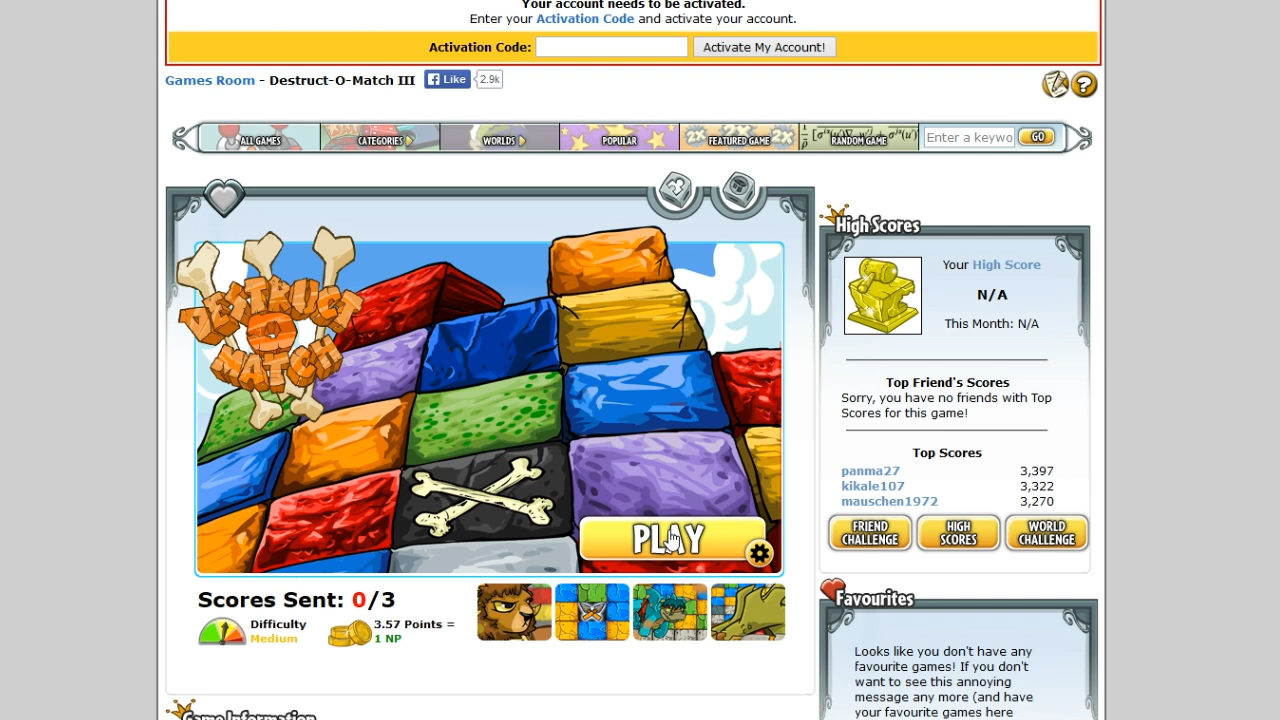 Your account needs to be activated.
Enter your Activation Code and activate your account.
Activation Code: Activate My Account!
Games Room - Destruct-O-Match III Like 2.9k
ALL GAMES CATEGORIES WORLDS POPULAR 2X FEATURED GAME 2X RANDOM GAME Enter a keywo GO
High Scores
Your High Score
N/A
This Month: N/A
DESTRUCT
O
MATCH
Top Friend's Scores
Sorry, you have no friends with Top
Scores for this game!
Top Scores
panma27 3,397
kikale107 3,322
mauschen1972 3,270
PLAY
FRIEND CHALLENGE
HIGH SCORES
WORLD CHALLENGE
Scores Sent: 0/3
Difficulty
Medium
3.57 Points =
1 NP
Favourites
Looks like you don't have any
favourite games! If you don't
want to see this annoying
message any more (and have
your favourite games here
Game Information